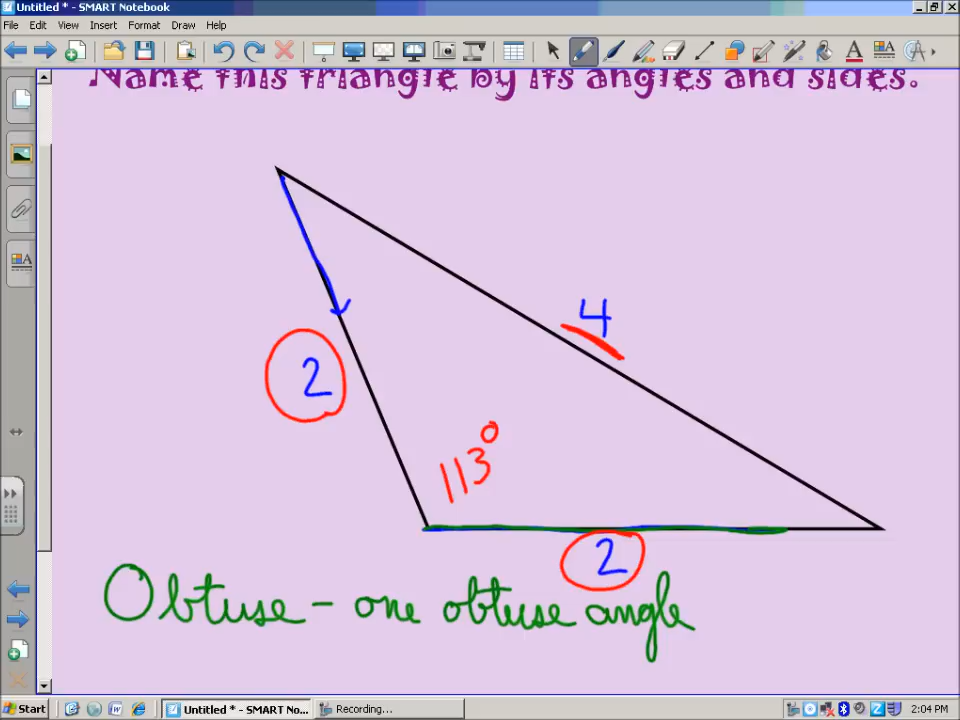 Untitled * - SMART Notebook
File Edit View Insert Format Draw Help
Name this triangle by its angles and sides.
4
2
113°
2
Obtuse - one obtuse angle
Start Untitled * - SMART No... Recording... 2:04 PM